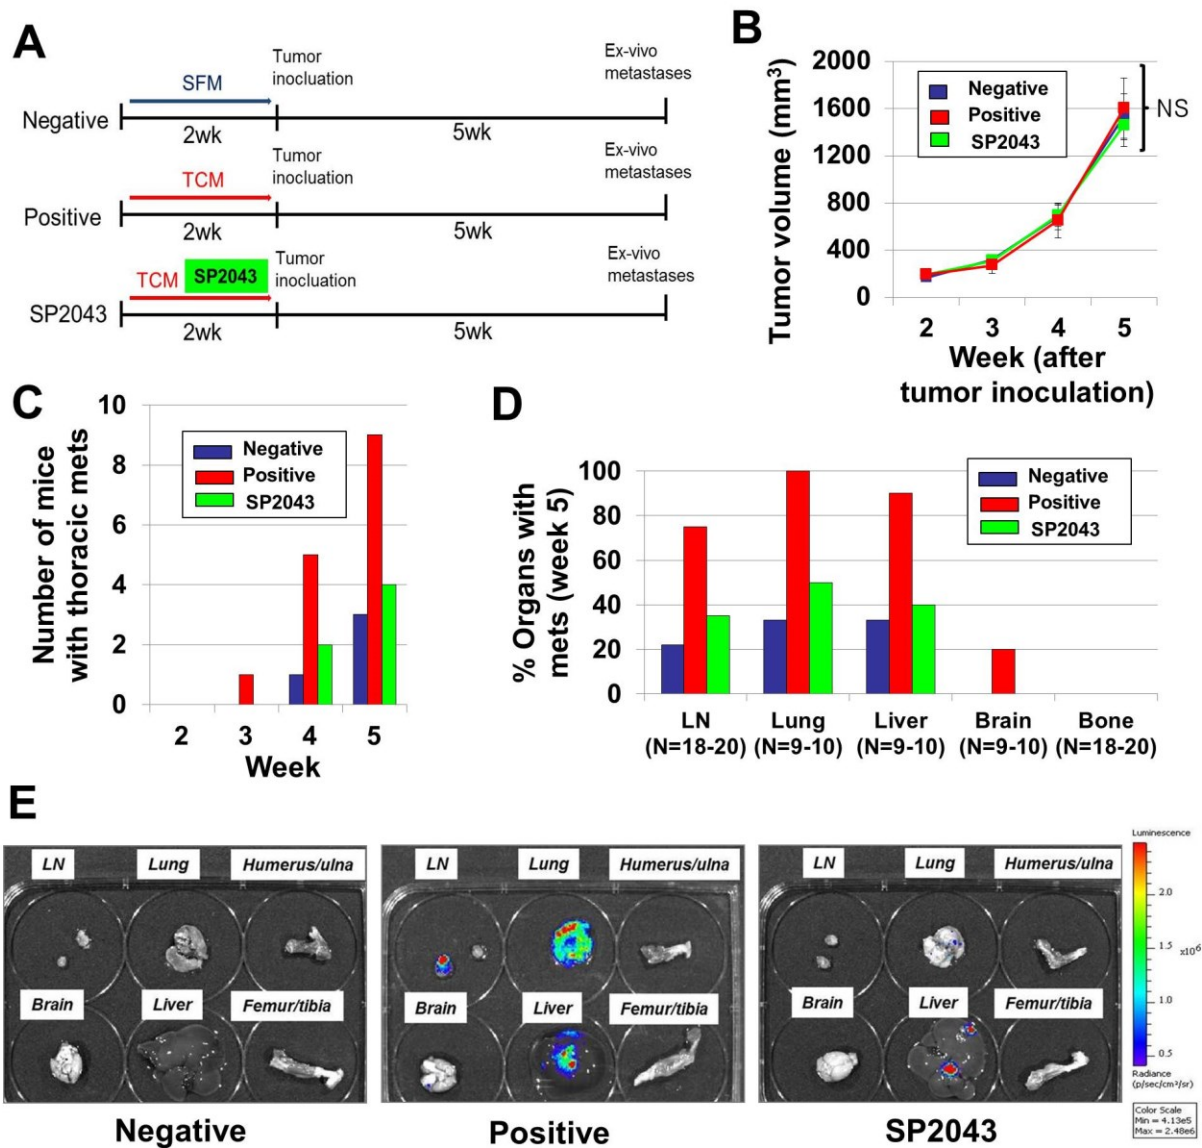 A
Negative
SFM
2wk
Tumor
inocluation
5wk
Ex-vivo
metastases
Positive
TCM
2wk
Tumor
inocluation
5wk
Ex-vivo
metastases
SP2043
TCM
SP2043
2wk
Tumor
inocluation
5wk
Ex-vivo
metastases
B
Tumor volume (mm³)
2000
1600
1200
800
400
0
Negative
Positive
SP2043
NS
2 3 4 5
Week (after
tumor inoculation)
C
Number of mice
with thoracic mets
10
8
6
4
2
0
Negative
Positive
SP2043
2 3 4 5
Week
D
% Organs with
mets (week 5)
100
80
60
40
20
0
Negative
Positive
SP2043
LN Lung Liver Brain Bone
(N=18-20) (N=9-10) (N=9-10) (N=9-10) (N=18-20)
E
LN Lung Humerus/ulna
Brain Liver Femur/tibia
Negative
LN Lung Humerus/ulna
Brain Liver Femur/tibia
Positive
LN Lung Humerus/ulna
Brain Liver Femur/tibia
SP2043
Luminescence
2.0
1.5
x10⁶
1.0
0.5
Radiance
(p/sec/cm²/sr)
Color Scale
Min = 4.13e5
Max = 2.48e6